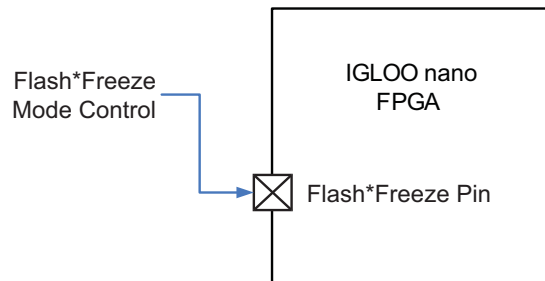 IGLOO nano
FPGA
Flash*Freeze
Mode Control
Flash*Freeze Pin